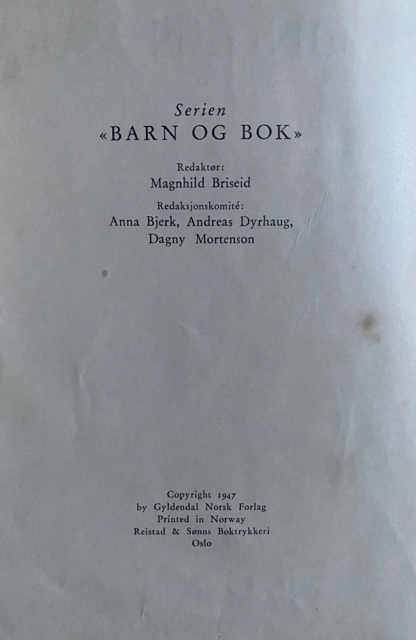 Serien
«BARN OG BOK»
Redaktør:
Magnhild Briseid
Redaksjonskomité:
Anna Bjerk, Andreas Dyrhaug,
Dagny Mortenson
Copyright 1947
by Gyldendal Norsk Forlag
Printed in Norway
Reistad & Sønns Boktrykkeri
Oslo